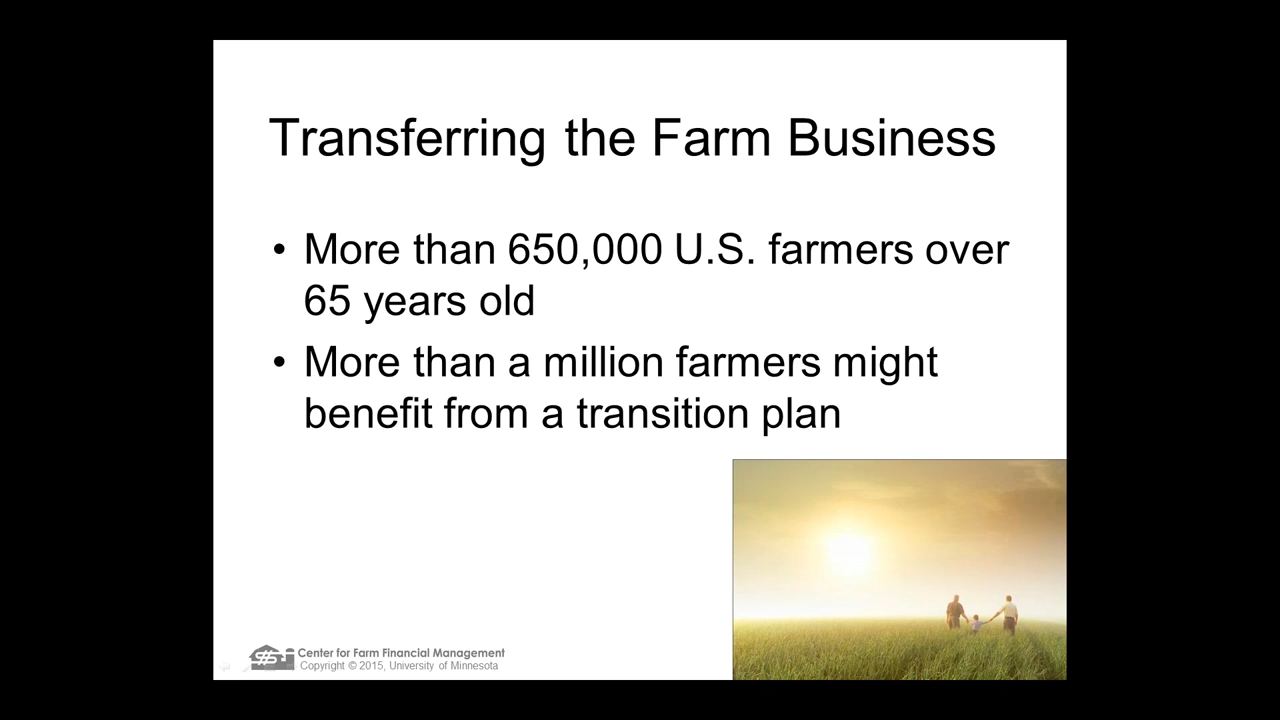 Transferring the Farm Business
• More than 650,000 U.S. farmers over
65 years old
• More than a million farmers might
benefit from a transition plan
Center for Farm Financial Management
Copyright © 2015, University of Minnesota